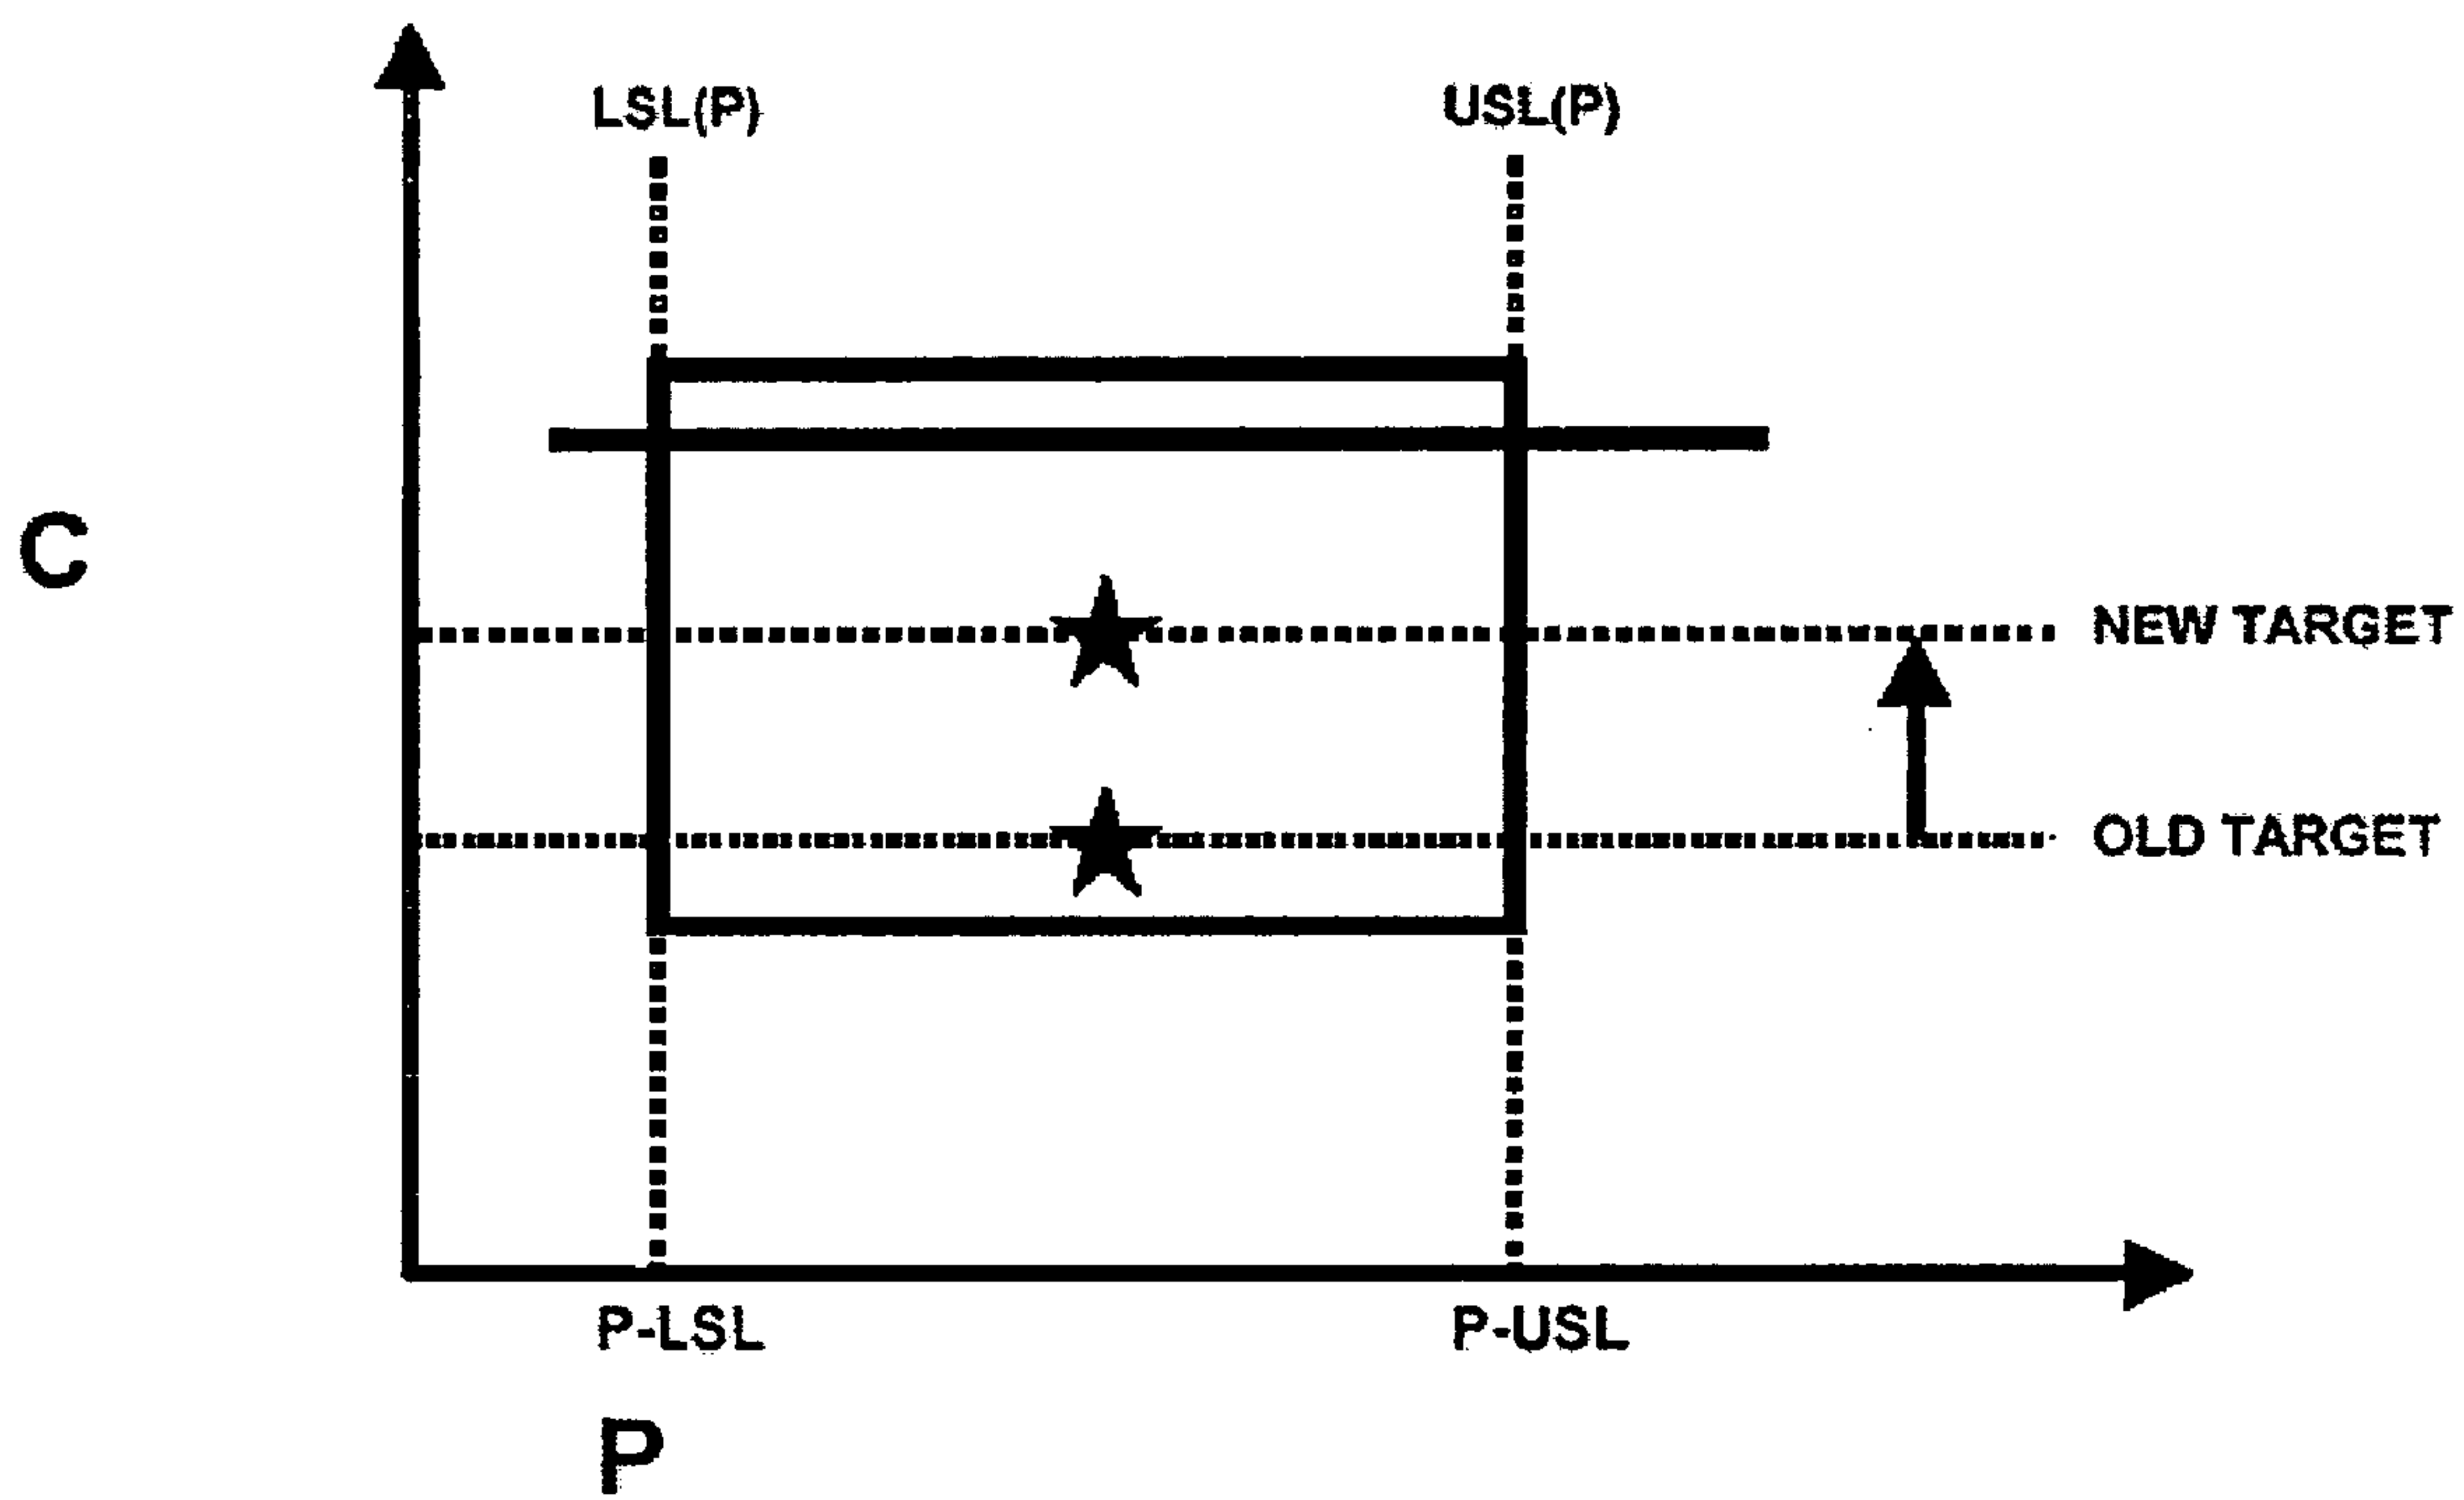 LSL(P)
USL(P)
C
NEW TARGET
OLD TARGET
P-LSL
P-USL
P